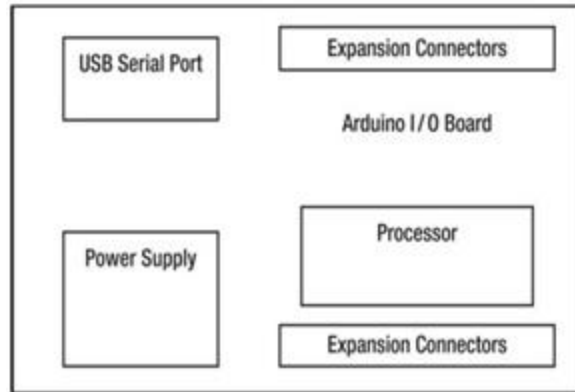 USB Serial Port
Expansion Connectors
Arduino I/O Board
Power Supply
Processor
Expansion Connectors